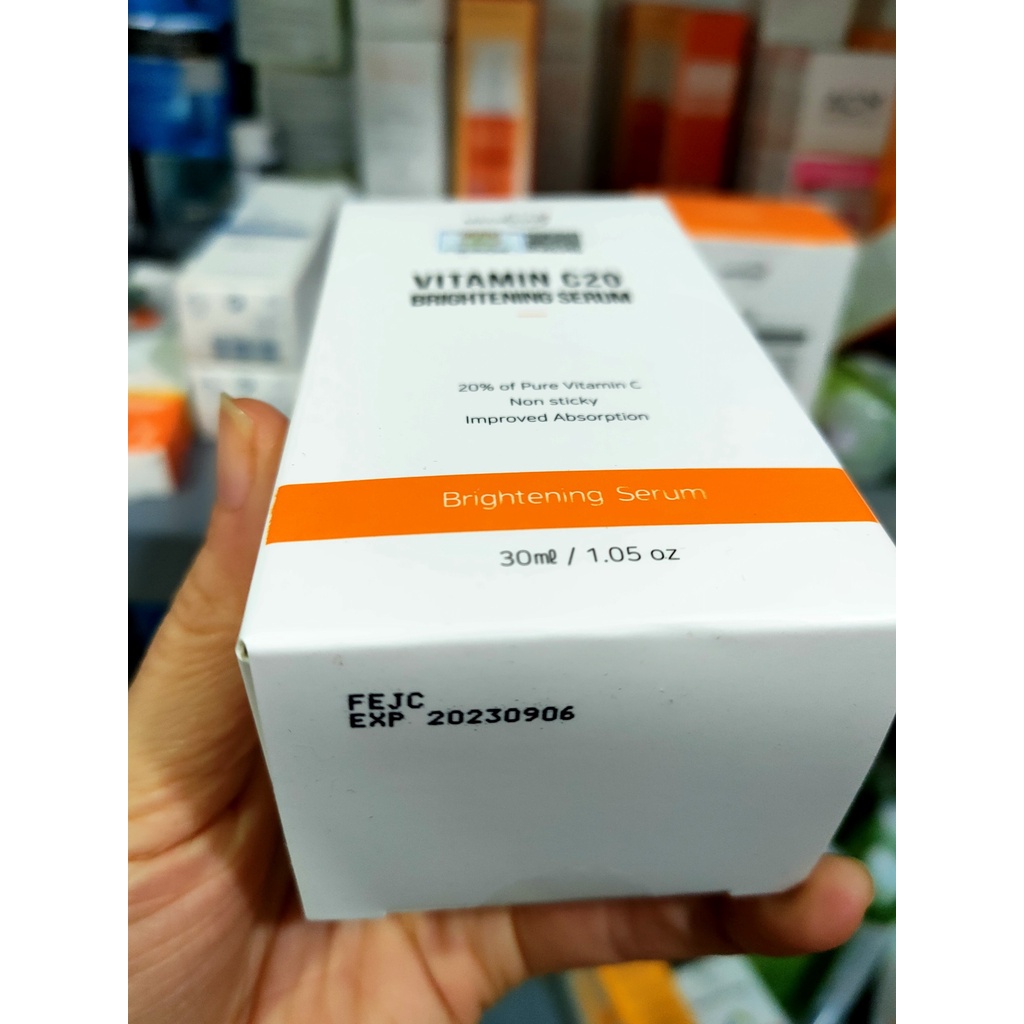 VITAMIN C20
BRIGHTENING SERUM
20% of Pure Vitamin C
Non sticky
Improved Absorption
Brightening Serum
30㎖ / 1.05 oz
FEJC
EXP 20230906